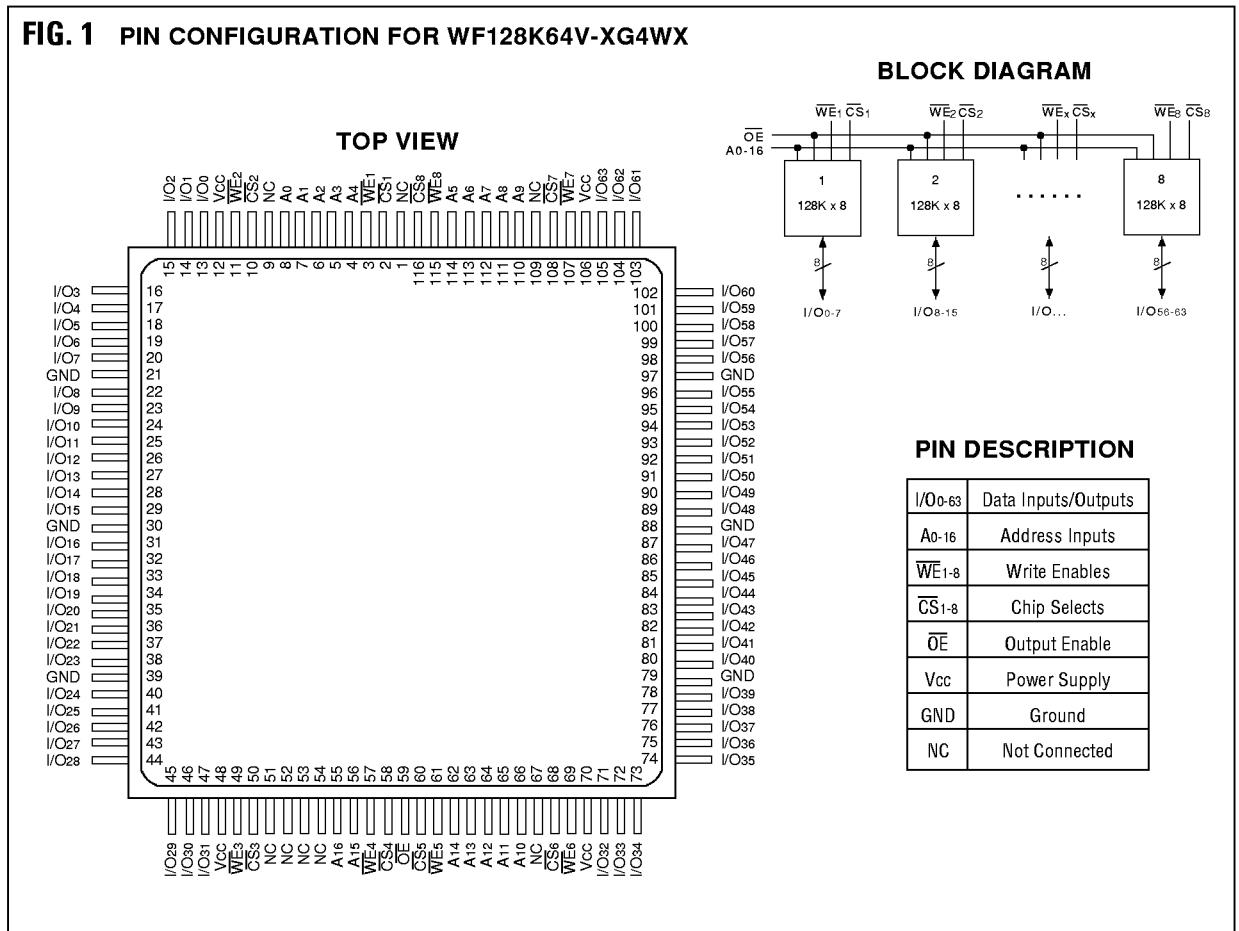 FIG. 1 PIN CONFIGURATION FOR WF128K64V-XG4WX
TOP VIEW
I/O2 I/O1 I/O0 VCC WE2 CS2 NC A0 A1 A2 A3 A4 WE1 CS1 NC CS8 WE8 A5 A6 A7 A8 A9 NC CS7 WE7 VCC I/O63 I/O62 I/O61
15 14 13 12 11 10 9 8 7 6 5 4 3 2 1 116 115 114 113 112 111 110 109 108 107 106 105 104 103
I/O3 16 102 I/O60
I/O4 17 101 I/O59
I/O5 18 100 I/O58
I/O6 19 99 I/O57
I/O7 20 98 I/O56
GND 21 97 GND
I/O8 22 96 I/O55
I/O9 23 95 I/O54
I/O10 24 94 I/O53
I/O11 25 93 I/O52
I/O12 26 92 I/O51
I/O13 27 91 I/O50
I/O14 28 90 I/O49
I/O15 29 89 I/O48
GND 30 88 GND
I/O16 31 87 I/O47
I/O17 32 86 I/O46
I/O18 33 85 I/O45
I/O19 34 84 I/O44
I/O20 35 83 I/O43
I/O21 36 82 I/O42
I/O22 37 81 I/O41
I/O23 38 80 I/O40
GND 39 79 GND
I/O24 40 78 I/O39
I/O25 41 77 I/O38
I/O26 42 76 I/O37
I/O27 43 75 I/O36
I/O28 44 74 I/O35
45 46 47 48 49 50 51 52 53 54 55 56 57 58 59 60 61 62 63 64 65 66 67 68 69 70 71 72 73
I/O29 I/O30 I/O31 VCC WE3 CS3 NC NC NC NC A16 A15 WE4 CS4 OE CS5 WE5 A14 A13 A12 A11 A10 NC CS6 WE6 VCC I/O32 I/O33 I/O34
BLOCK DIAGRAM
WE1 CS1 WE2 CS2 WEx CSx WE8 CS8
OE
A0-16
1 2 8
128K x 8 128K x 8 ...... 128K x 8
8 8 8 8
I/O0-7 I/O8-15 I/O... I/O56-63
PIN DESCRIPTION
I/O0-63 Data Inputs/Outputs
A0-16 Address Inputs
WE1-8 Write Enables
CS1-8 Chip Selects
OE Output Enable
Vcc Power Supply
GND Ground
NC Not Connected